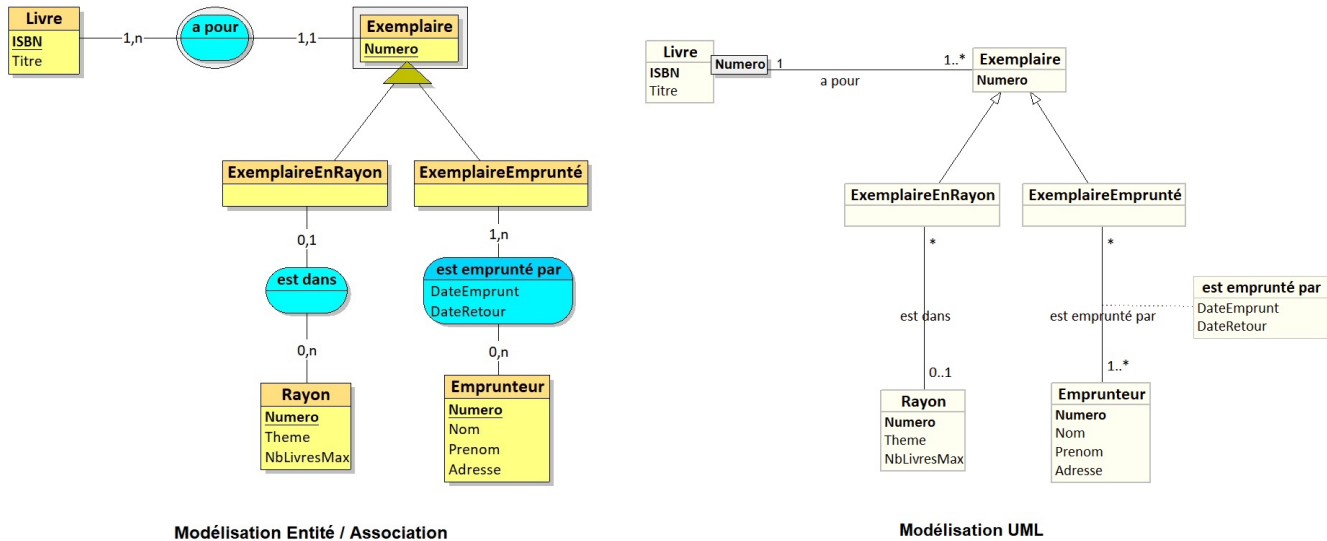 Livre
ISBN
Titre
1,n
a pour
1,1
Exemplaire
Numero
ExemplaireEnRayon
ExemplaireEmprunté
0,1
1,n
est dans
est emprunté par
DateEmprunt
DateRetour
0,n
0,n
Rayon
Numero
Theme
NbLivresMax
Emprunteur
Numero
Nom
Prenom
Adresse
Modélisation Entité / Association
Livre
ISBN
Titre
Numero
1
a pour
1..*
Exemplaire
Numero
ExemplaireEnRayon
ExemplaireEmprunté
*
*
est dans
est emprunté par
est emprunté par
DateEmprunt
DateRetour
0..1
1..*
Rayon
Numero
Theme
NbLivresMax
Emprunteur
Numero
Nom
Prenom
Adresse
Modélisation UML